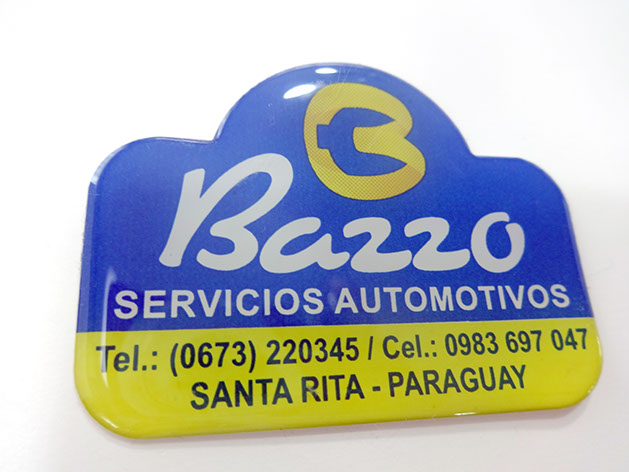 Bazzo
SERVICIOS AUTOMOTIVOS
Tel.: (0673) 220345 / Cel.: 0983 697 047
SANTA RITA - PARAGUAY